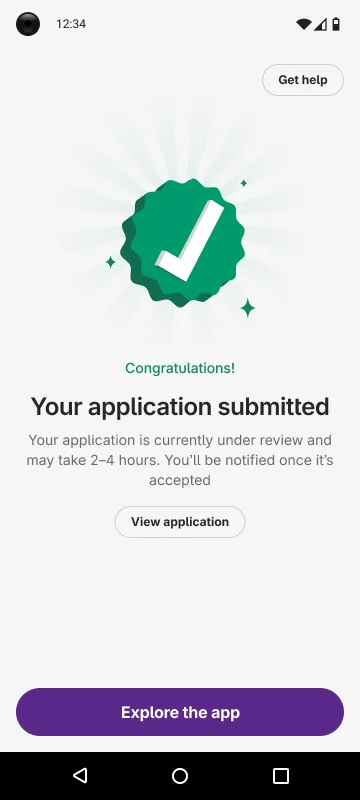 12:34
Get help
Congratulations!
Your application submitted
Your application is currently under review and
may take 2–4 hours. You'll be notified once it's
accepted
View application
Explore the app